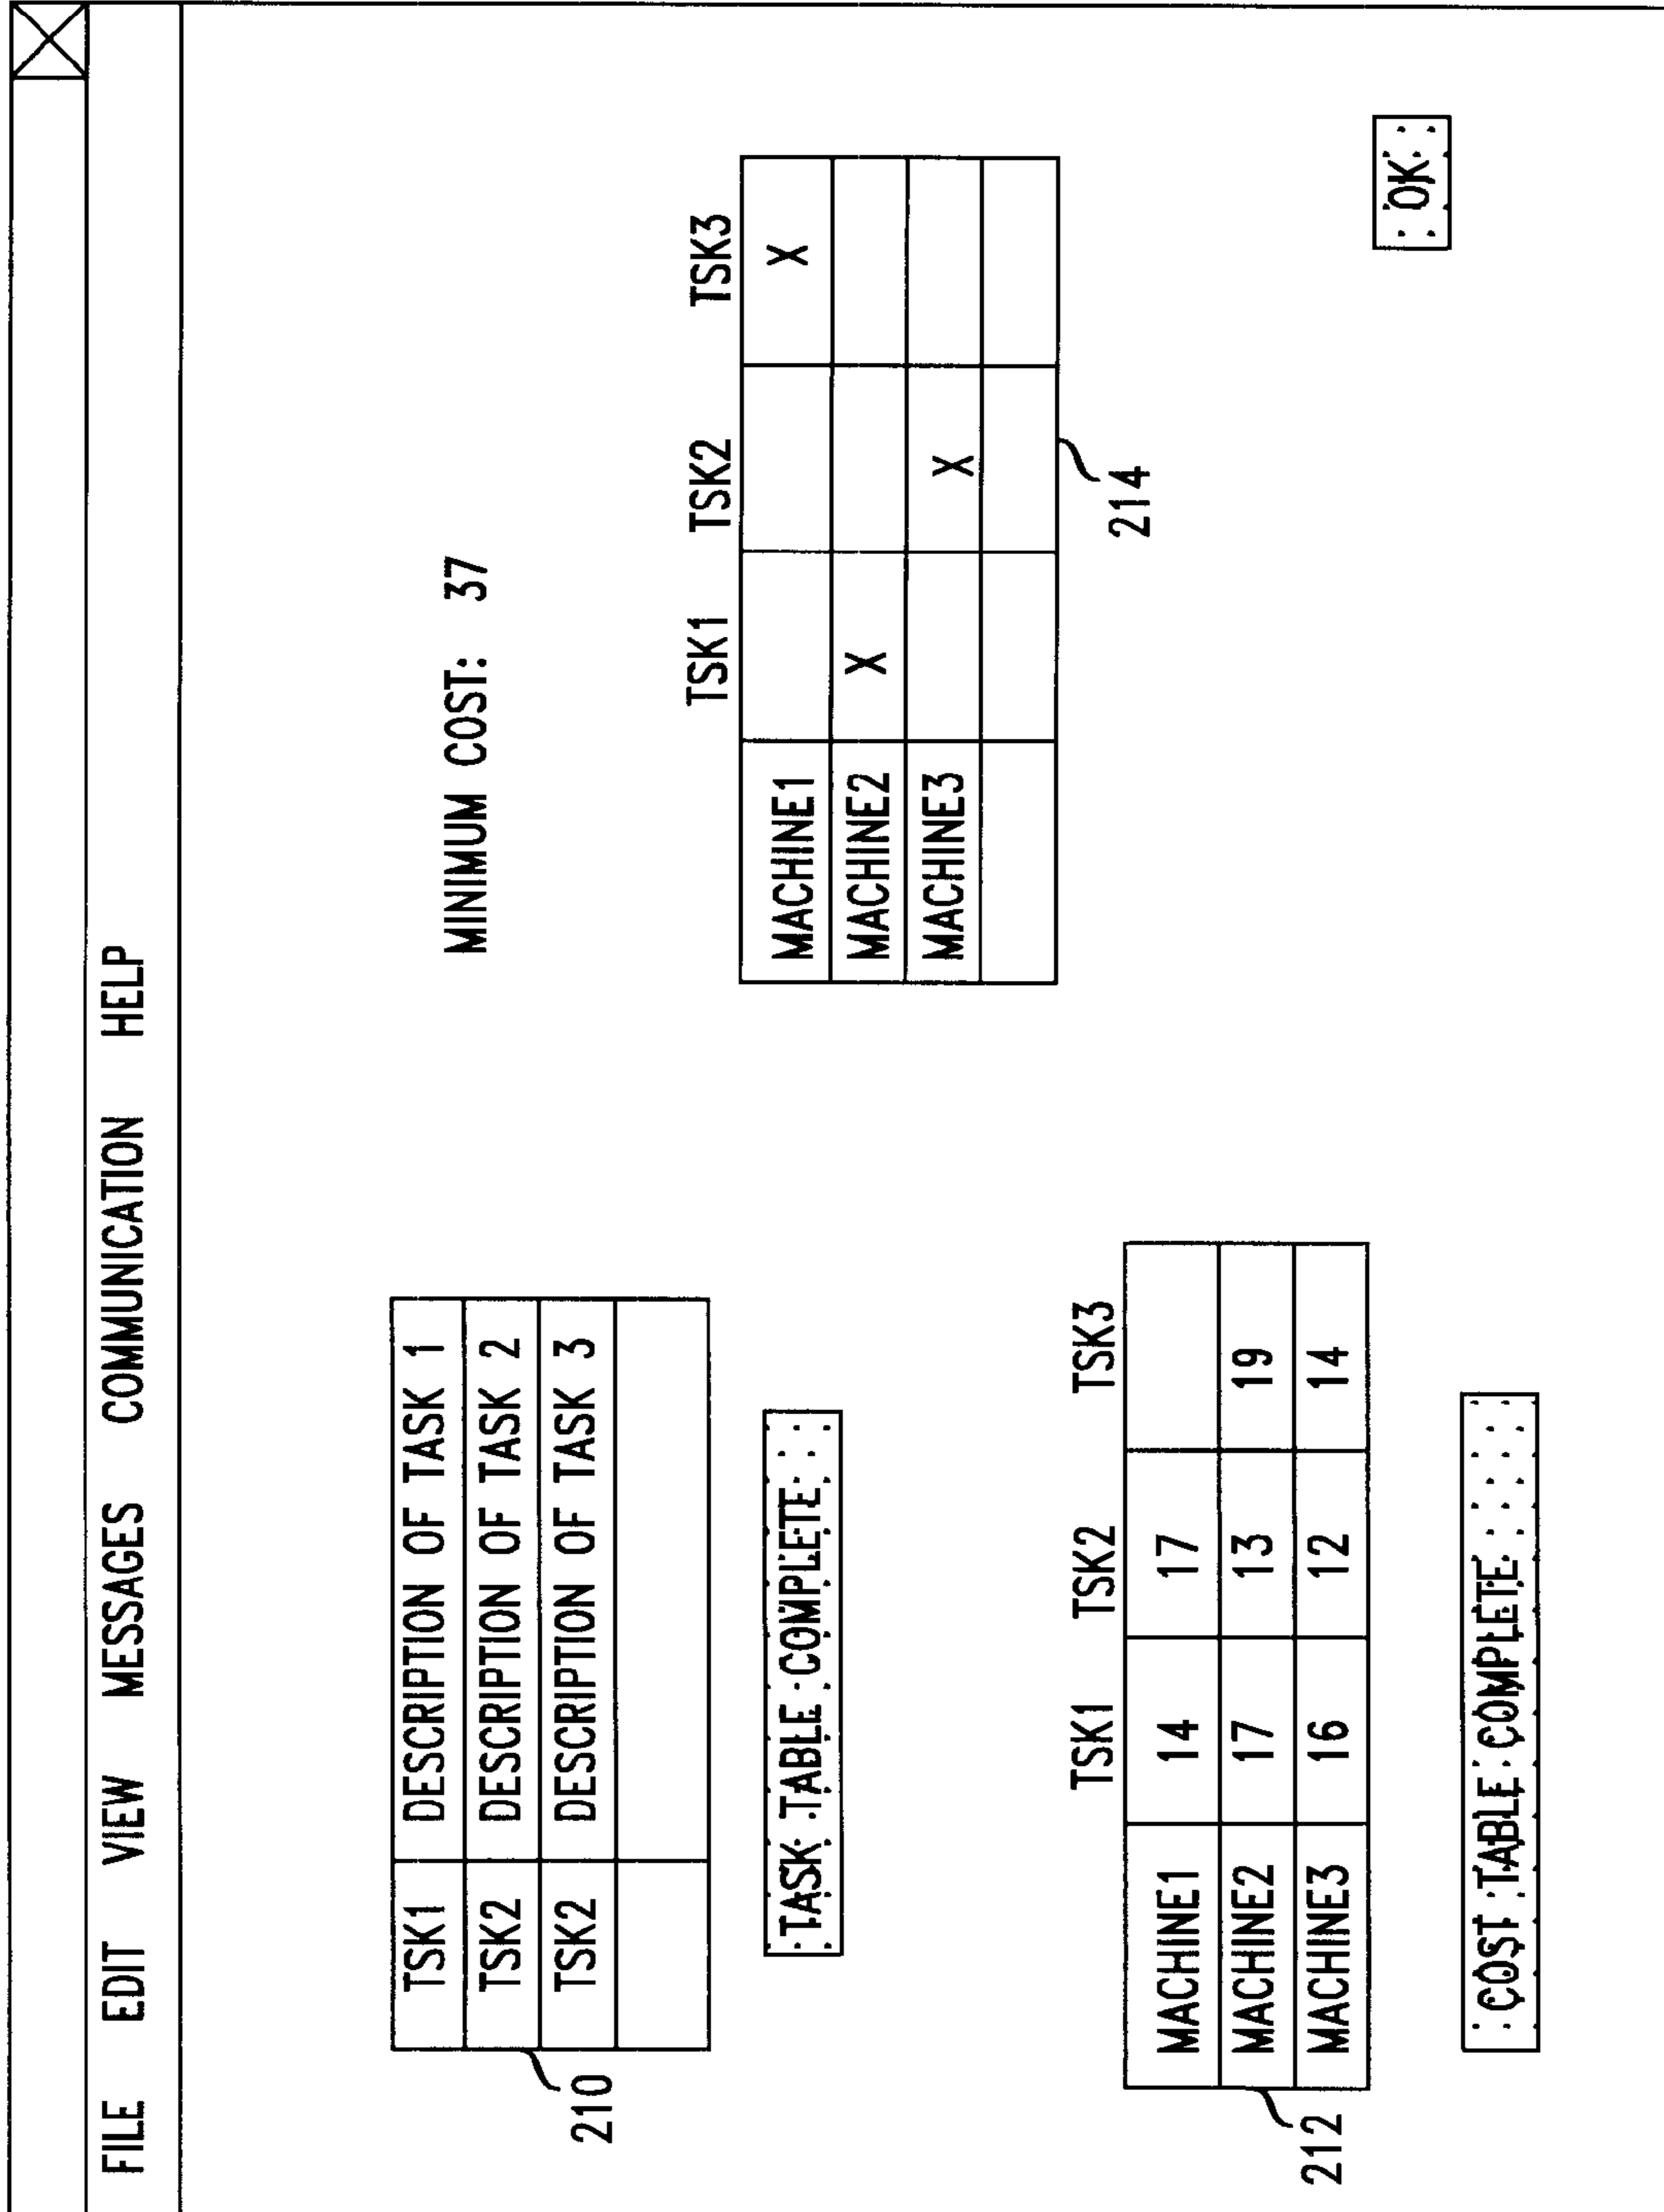 FILE EDIT VIEW MESSAGES COMMUNICATION HELP
TSK1 DESCRIPTION OF TASK 1
TSK2 DESCRIPTION OF TASK 2
TSK2 DESCRIPTION OF TASK 3
210
TASK TABLE COMPLETE
TSK1 TSK2 TSK3
MACHINE1 14 17
MACHINE2 17 13 19
MACHINE3 16 12 14
212
COST TABLE COMPLETE
MINIMUM COST: 37
TSK1 TSK2 TSK3
MACHINE1 X
MACHINE2 X
MACHINE3 X
214
OK